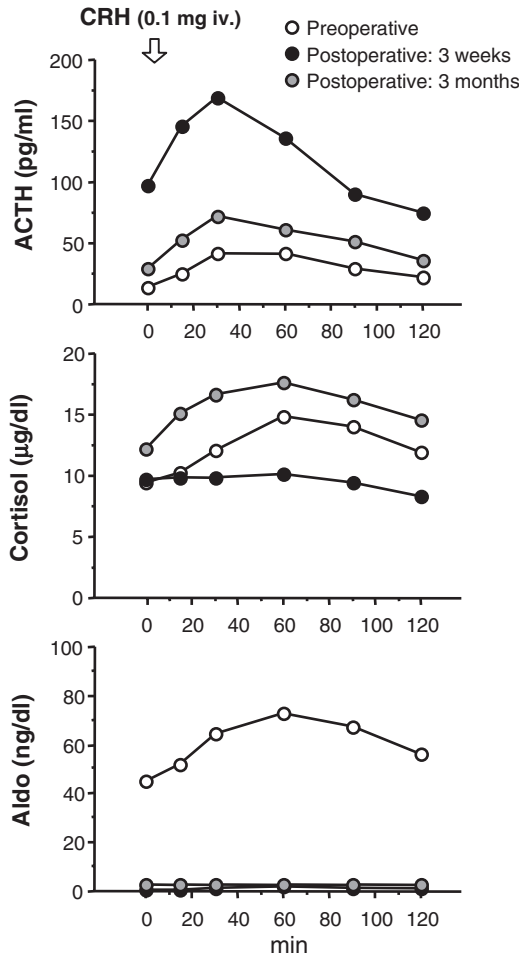 CRH (0.1 mg iv.)
Preoperative
Postoperative: 3 weeks
Postoperative: 3 months
ACTH (pg/ml)
200
150
100
50
0
0 20 40 60 80 100 120
Cortisol (μg/dl)
20
15
10
5
0
0 20 40 60 80 100 120
Aldo (ng/dl)
100
80
60
40
20
0
0 20 40 60 80 100 120
min